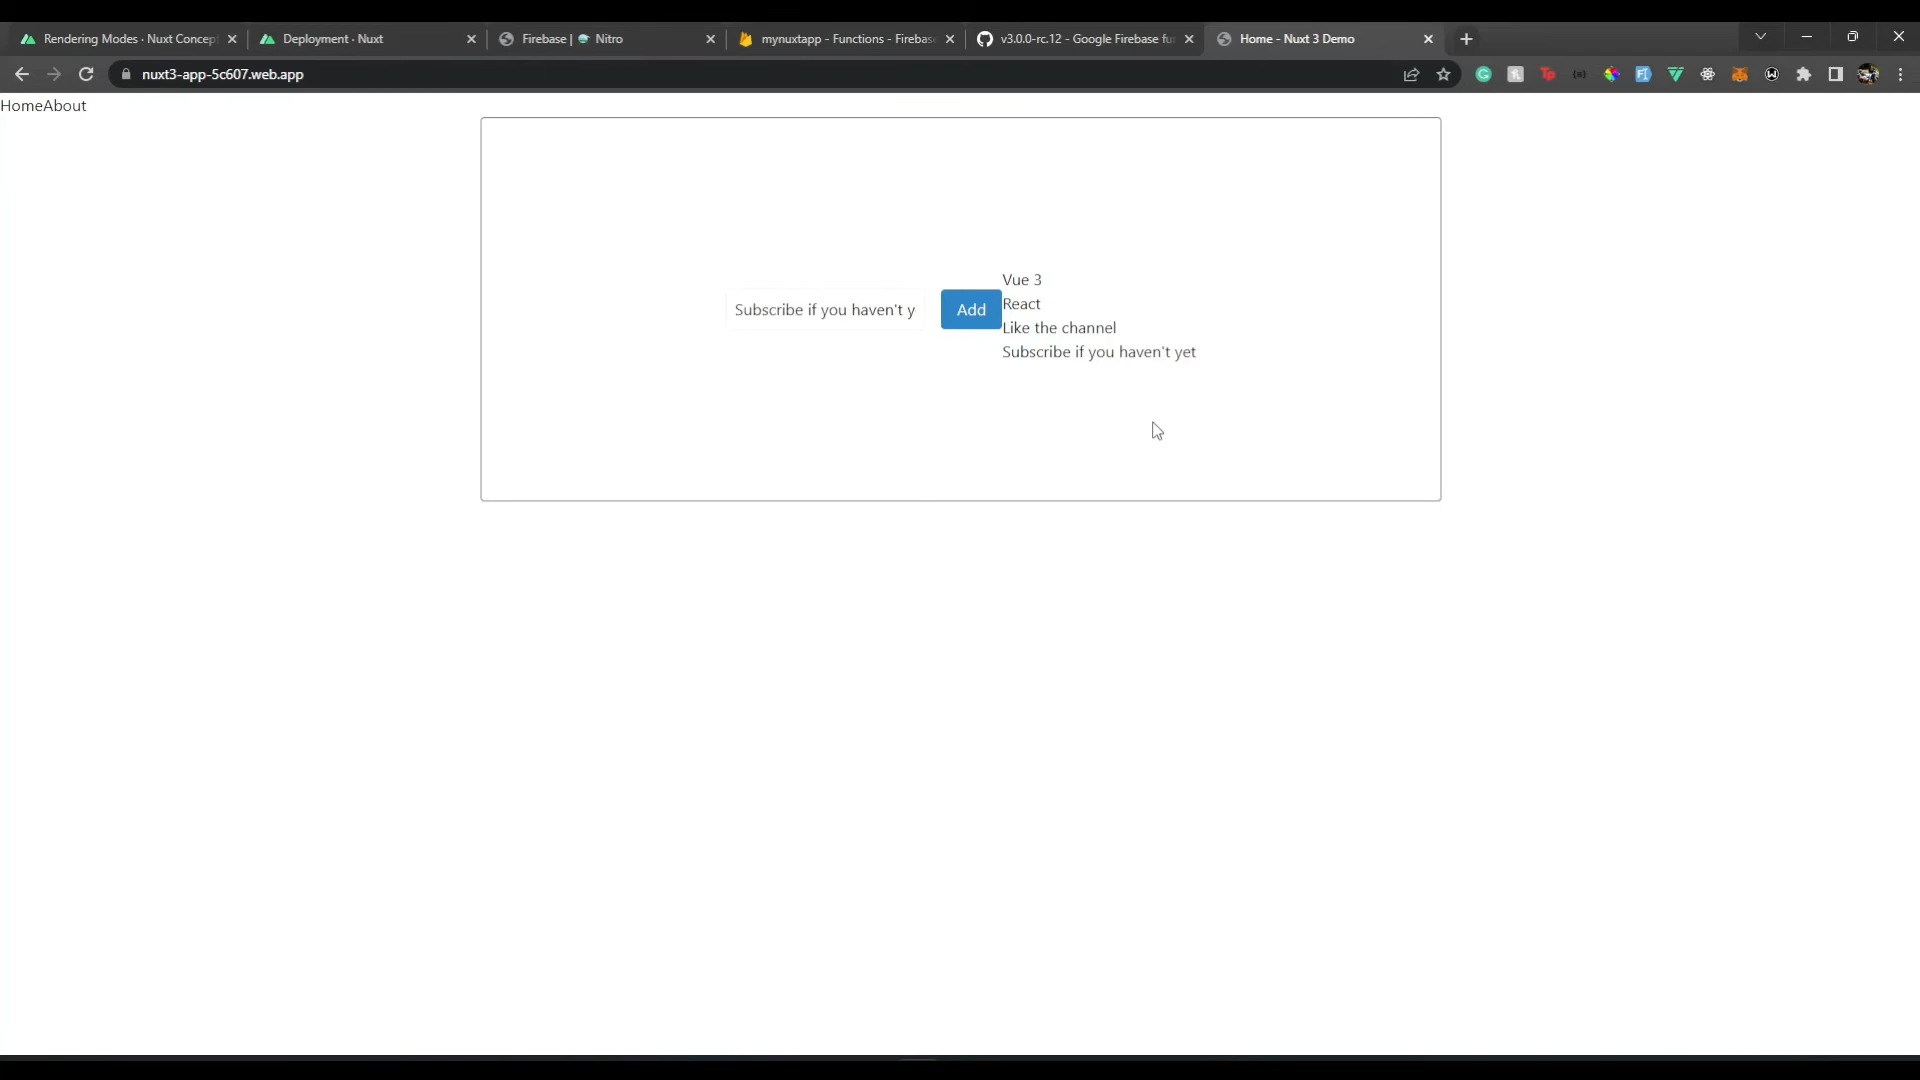 Rendering Modes · Nuxt Concep
Deployment · Nuxt
Firebase | Nitro
mynuxtapp - Functions - Firebas
v3.0.0-rc.12 - Google Firebase fu
Home - Nuxt 3 Demo
nuxt3-app-5c607.web.app
HomeAbout
Vue 3
React
Like the channel
Subscribe if you haven't yet
Subscribe if you haven't y
Add